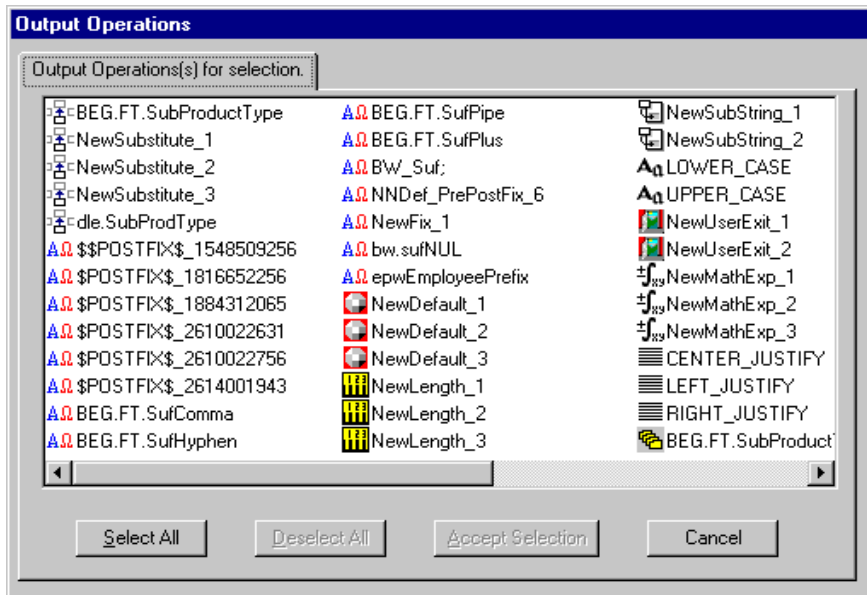 Output Operations
Output Operations(s) for selection.
BEG.FT.SubProductType
NewSubstitute_1
NewSubstitute_2
NewSubstitute_3
dle.SubProdType
$$POSTFIX$_1548509256
$POSTFIX$_1816652256
$POSTFIX$_1884312065
$POSTFIX$_2610022631
$POSTFIX$_2610022756
$POSTFIX$_2614001943
BEG.FT.SufComma
BEG.FT.SufHyphen
BEG.FT.SufPipe
BEG.FT.SufPlus
BW_Suf;
NNDef_PrePostFix_6
NewFix_1
bw.sufNUL
epwEmployeePrefix
NewDefault_1
NewDefault_2
NewDefault_3
NewLength_1
NewLength_2
NewLength_3
NewSubString_1
NewSubString_2
LOWER_CASE
UPPER_CASE
NewUserExit_1
NewUserExit_2
NewMathExp_1
NewMathExp_2
NewMathExp_3
CENTER_JUSTIFY
LEFT_JUSTIFY
RIGHT_JUSTIFY
BEG.FT.SubProduct
Select All
Deselect All
Accept Selection
Cancel